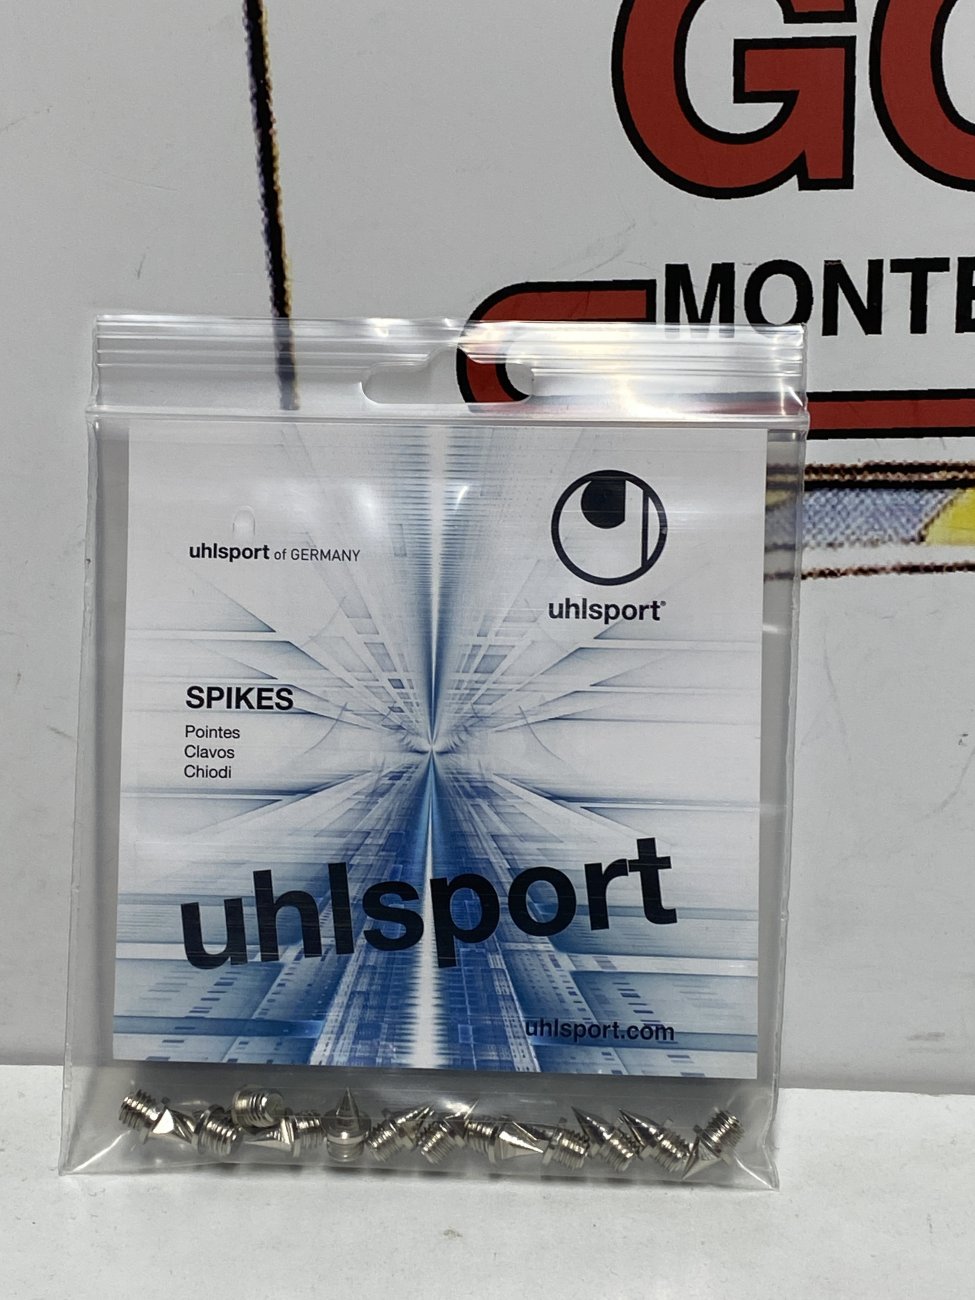 GO
MONTE
uhlsport of GERMANY
uhlsport®
SPIKES
Pointes
Clavos
Chiodi
uhlsport
uhlsport.com